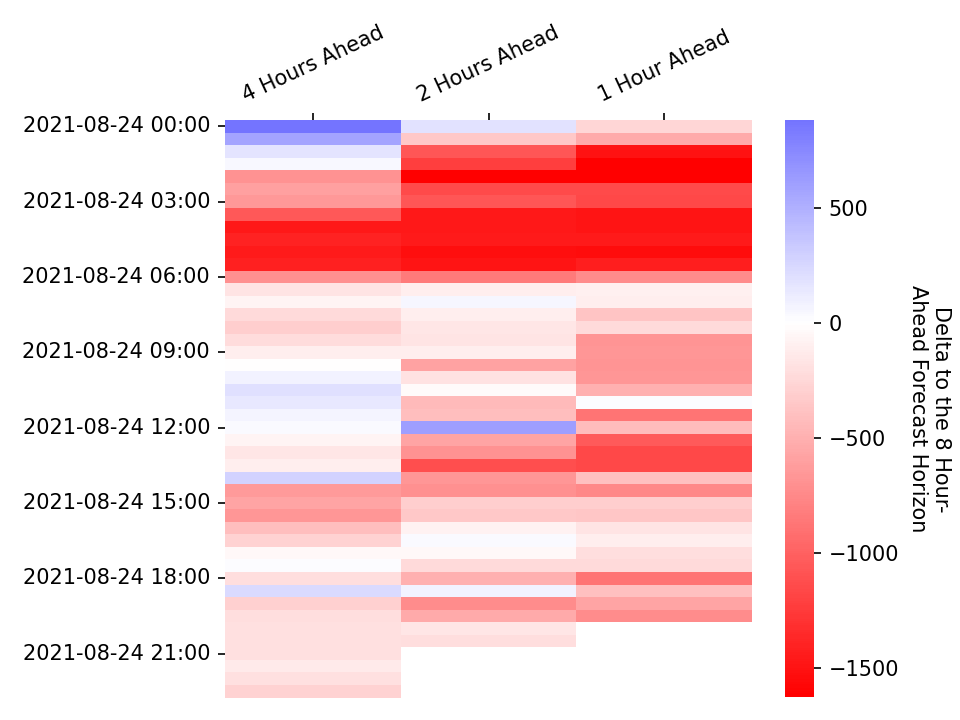 4 Hours Ahead
2 Hours Ahead
1 Hour Ahead
2021-08-24 00:00
2021-08-24 03:00
2021-08-24 06:00
2021-08-24 09:00
2021-08-24 12:00
2021-08-24 15:00
2021-08-24 18:00
2021-08-24 21:00
500
0
−500
−1000
−1500
Delta to the 8 Hour-
Ahead Forecast Horizon